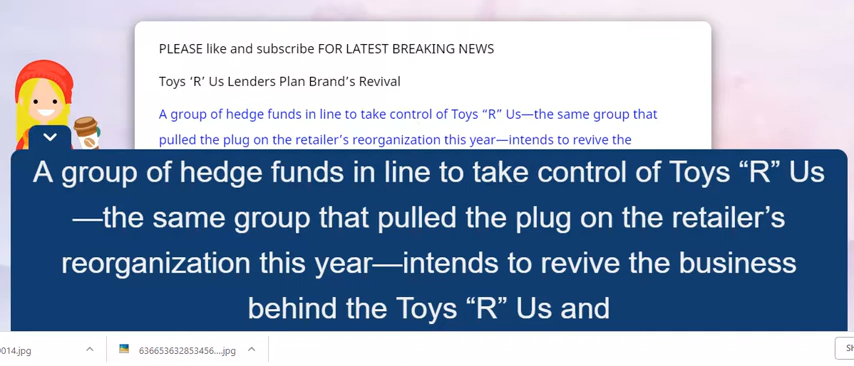 PLEASE like and subscribe FOR LATEST BREAKING NEWS
Toys ‘R’ Us Lenders Plan Brand’s Revival
A group of hedge funds in line to take control of Toys “R” Us—the same group that
pulled the plug on the retailer’s reorganization this year—intends to revive the
A group of hedge funds in line to take control of Toys “R” Us
—the same group that pulled the plug on the retailer’s
reorganization this year—intends to revive the business
behind the Toys “R” Us and
0014.jpg
636653632853456....jpg